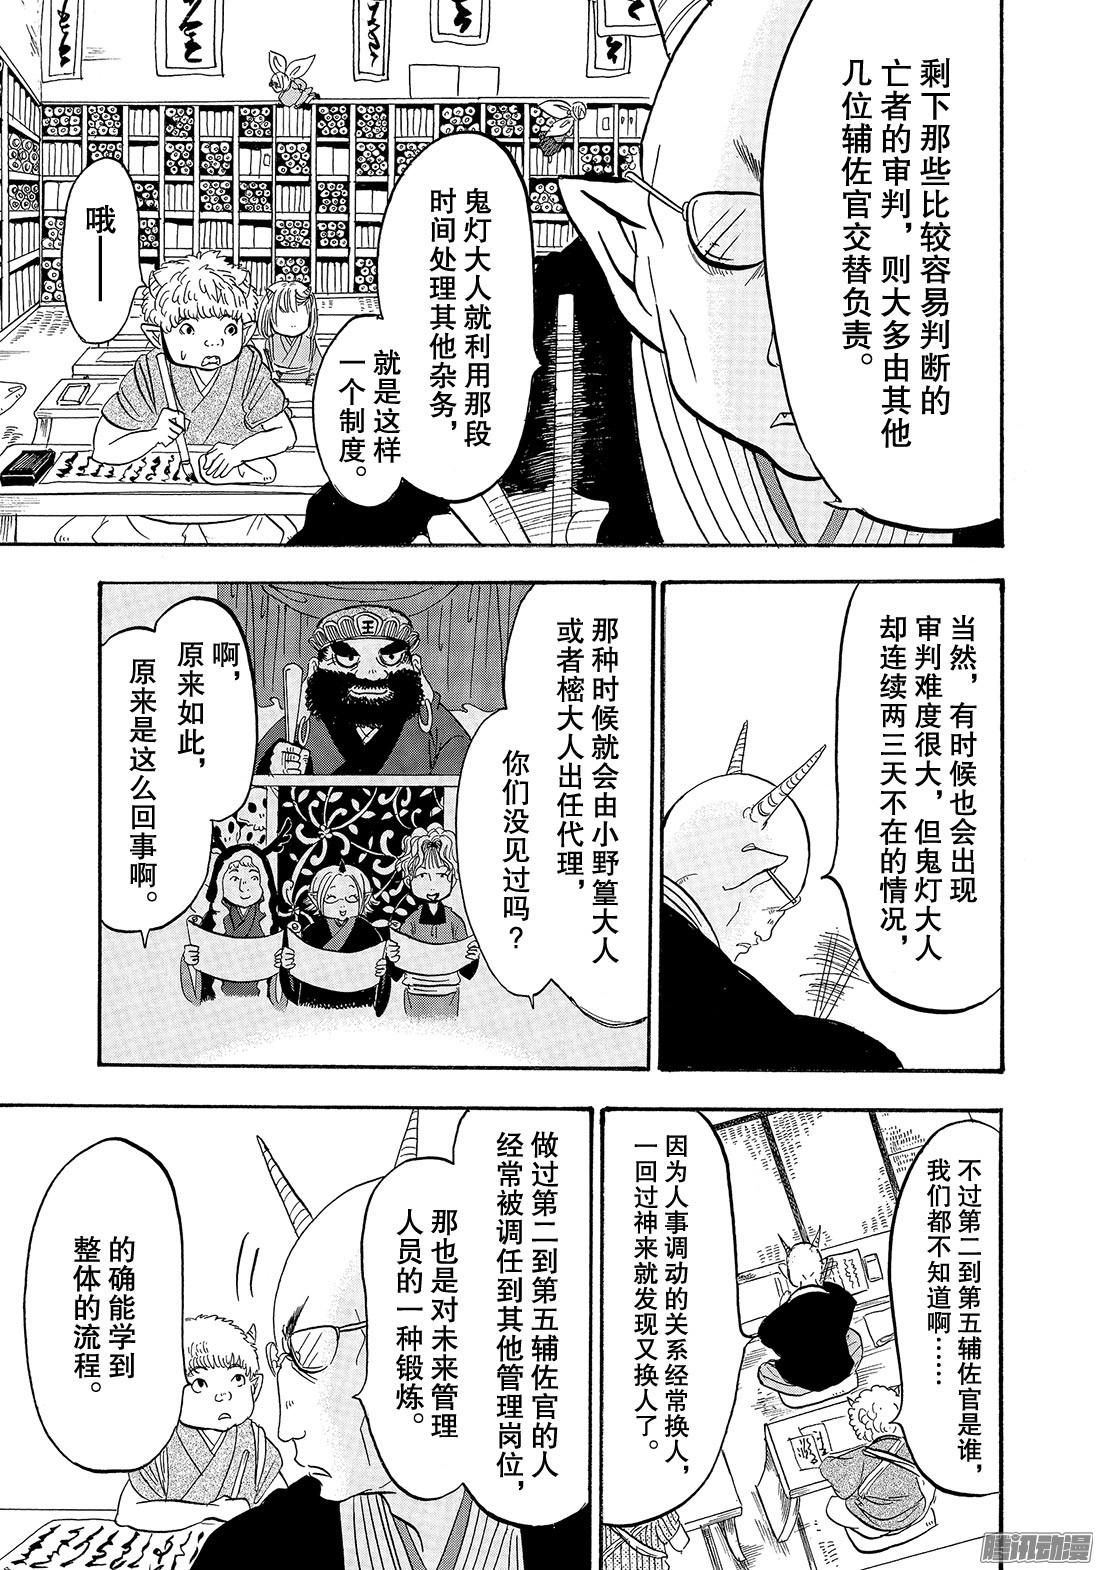 剩下那些比较容易判断的
亡者的审判，则大多由其他
几位辅佐官交替负责。
鬼灯大人就利用那段
时间处理其他杂务，
就是这样
一个制度。
哦——
当然，有时候也会出现
审判难度很大，但鬼灯大人
却连续两三天不在的情况，
那种时候就会由小野篁大人
或者樒大人出任代理，
你们没见过吗？
王
啊，
原来如此，
原来是这么回事啊。
不过第二到第五辅佐官是谁，
我们都不知道啊……
因为人事调动的关系经常换人，
一回过神来就发现又换人了。
做过第二到第五辅佐官的人
经常被调任到其他管理岗位，
那也是对未来管理
人员的一种锻炼。
的确能学到
整体的流程。
腾讯动漫